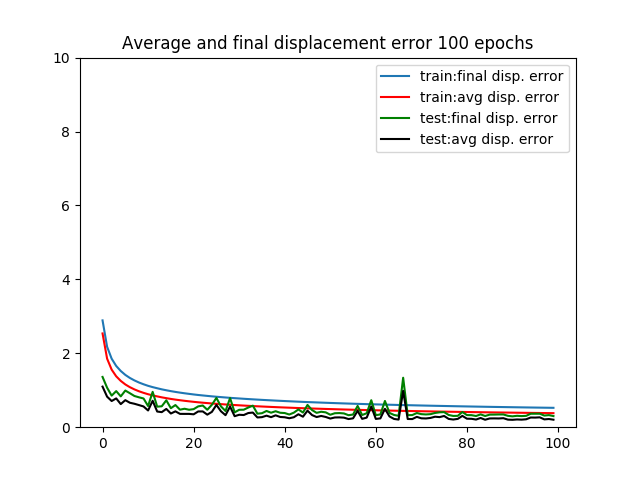 Average and final displacement error 100 epochs
10
8
6
4
2
0
0 20 40 60 80 100
train:final disp. error
train:avg disp. error
test:final disp. error
test:avg disp. error